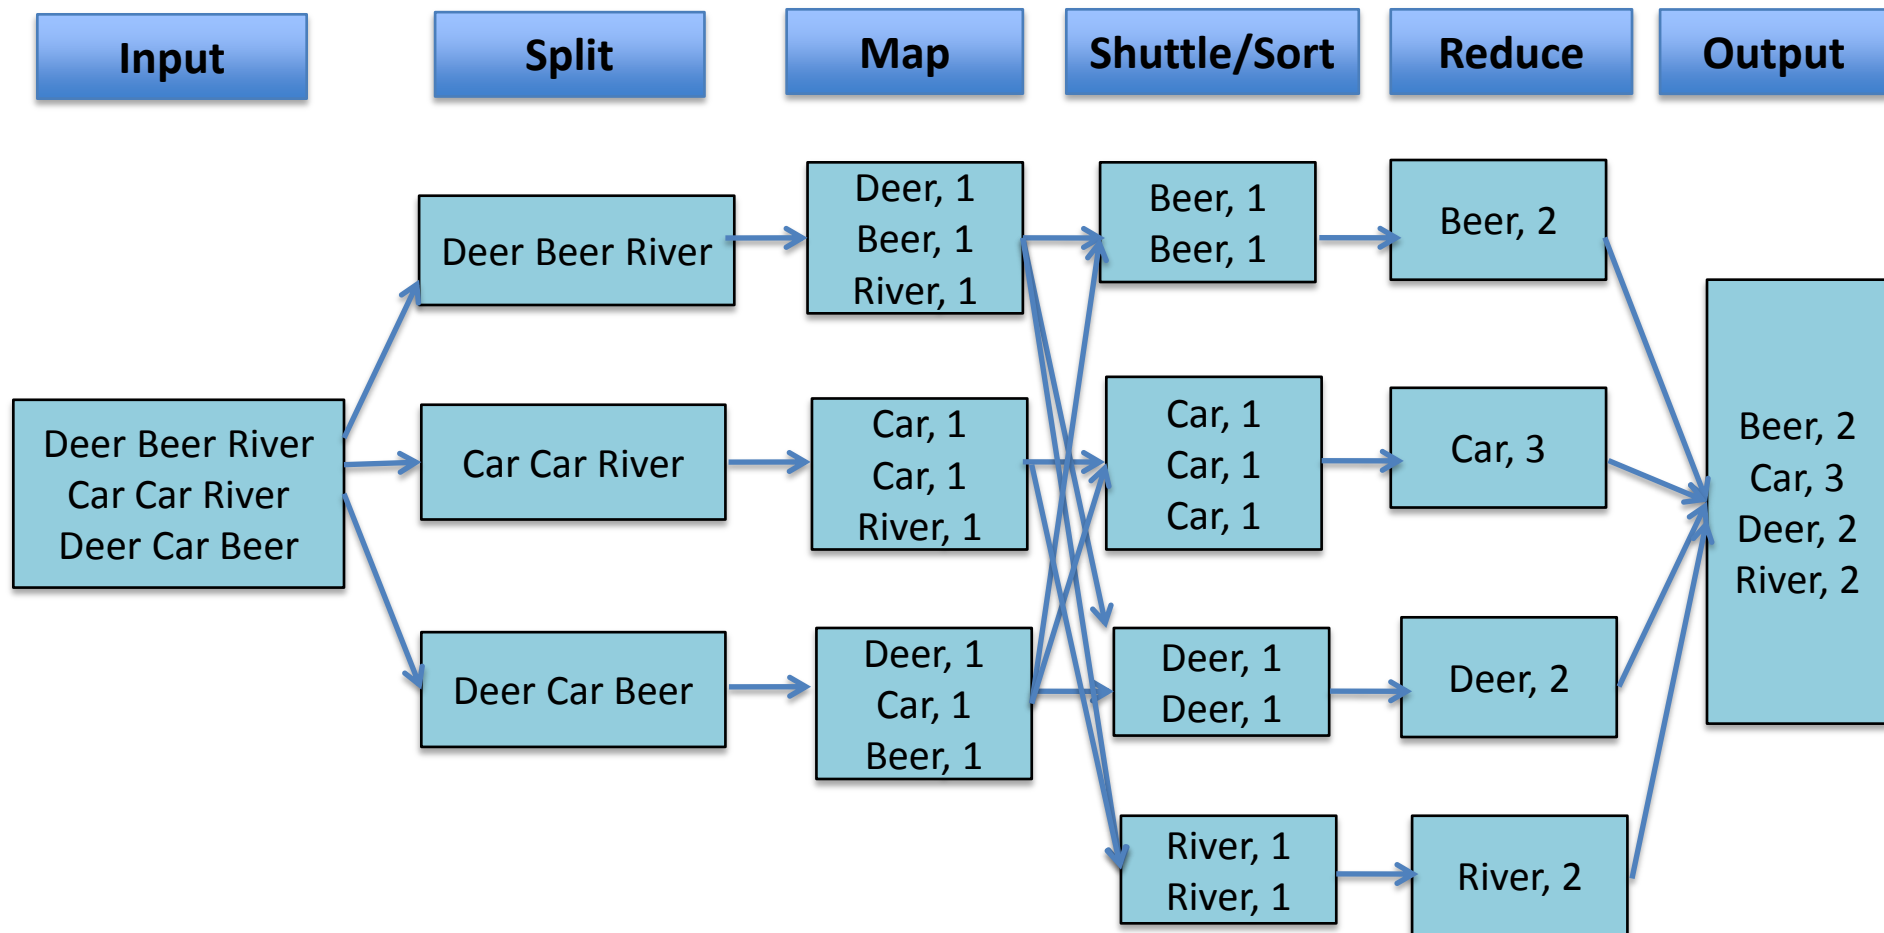 Input
Split
Map
Shuttle/Sort
Reduce
Output
Deer Beer River
Car Car River
Deer Car Beer
Deer Beer River
Car Car River
Deer Car Beer
Deer, 1
Beer, 1
River, 1
Car, 1
Car, 1
River, 1
Deer, 1
Car, 1
Beer, 1
Beer, 1
Beer, 1
Car, 1
Car, 1
Car, 1
Deer, 1
Deer, 1
River, 1
River, 1
Beer, 2
Car, 3
Deer, 2
River, 2
Beer, 2
Car, 3
Deer, 2
River, 2